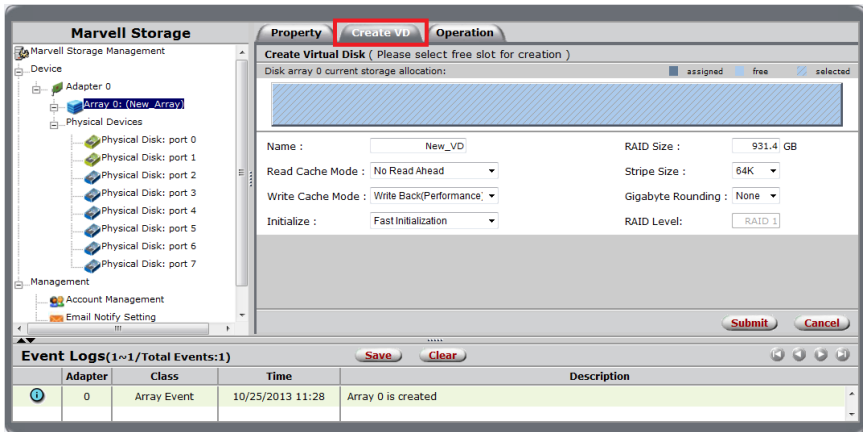 Marvell Storage
Marvell Storage Management
Device
Adapter 0
Array 0: (New_Array)
Physical Devices
Physical Disk: port 0
Physical Disk: port 1
Physical Disk: port 2
Physical Disk: port 3
Physical Disk: port 4
Physical Disk: port 5
Physical Disk: port 6
Physical Disk: port 7
Management
Account Management
Email Notify Setting
Property Create VD Operation
Create Virtual Disk ( Please select free slot for creation )
Disk array 0 current storage allocation: assigned free selected
Name : New_VD RAID Size : 931.4 GB
Read Cache Mode : No Read Ahead Stripe Size : 64K
Write Cache Mode : Write Back(Performance) Gigabyte Rounding : None
Initialize : Fast Initialization RAID Level: RAID 1
Submit Cancel
Event Logs(1~1/Total Events:1) Save Clear
Adapter Class Time Description
0 Array Event 10/25/2013 11:28 Array 0 is created